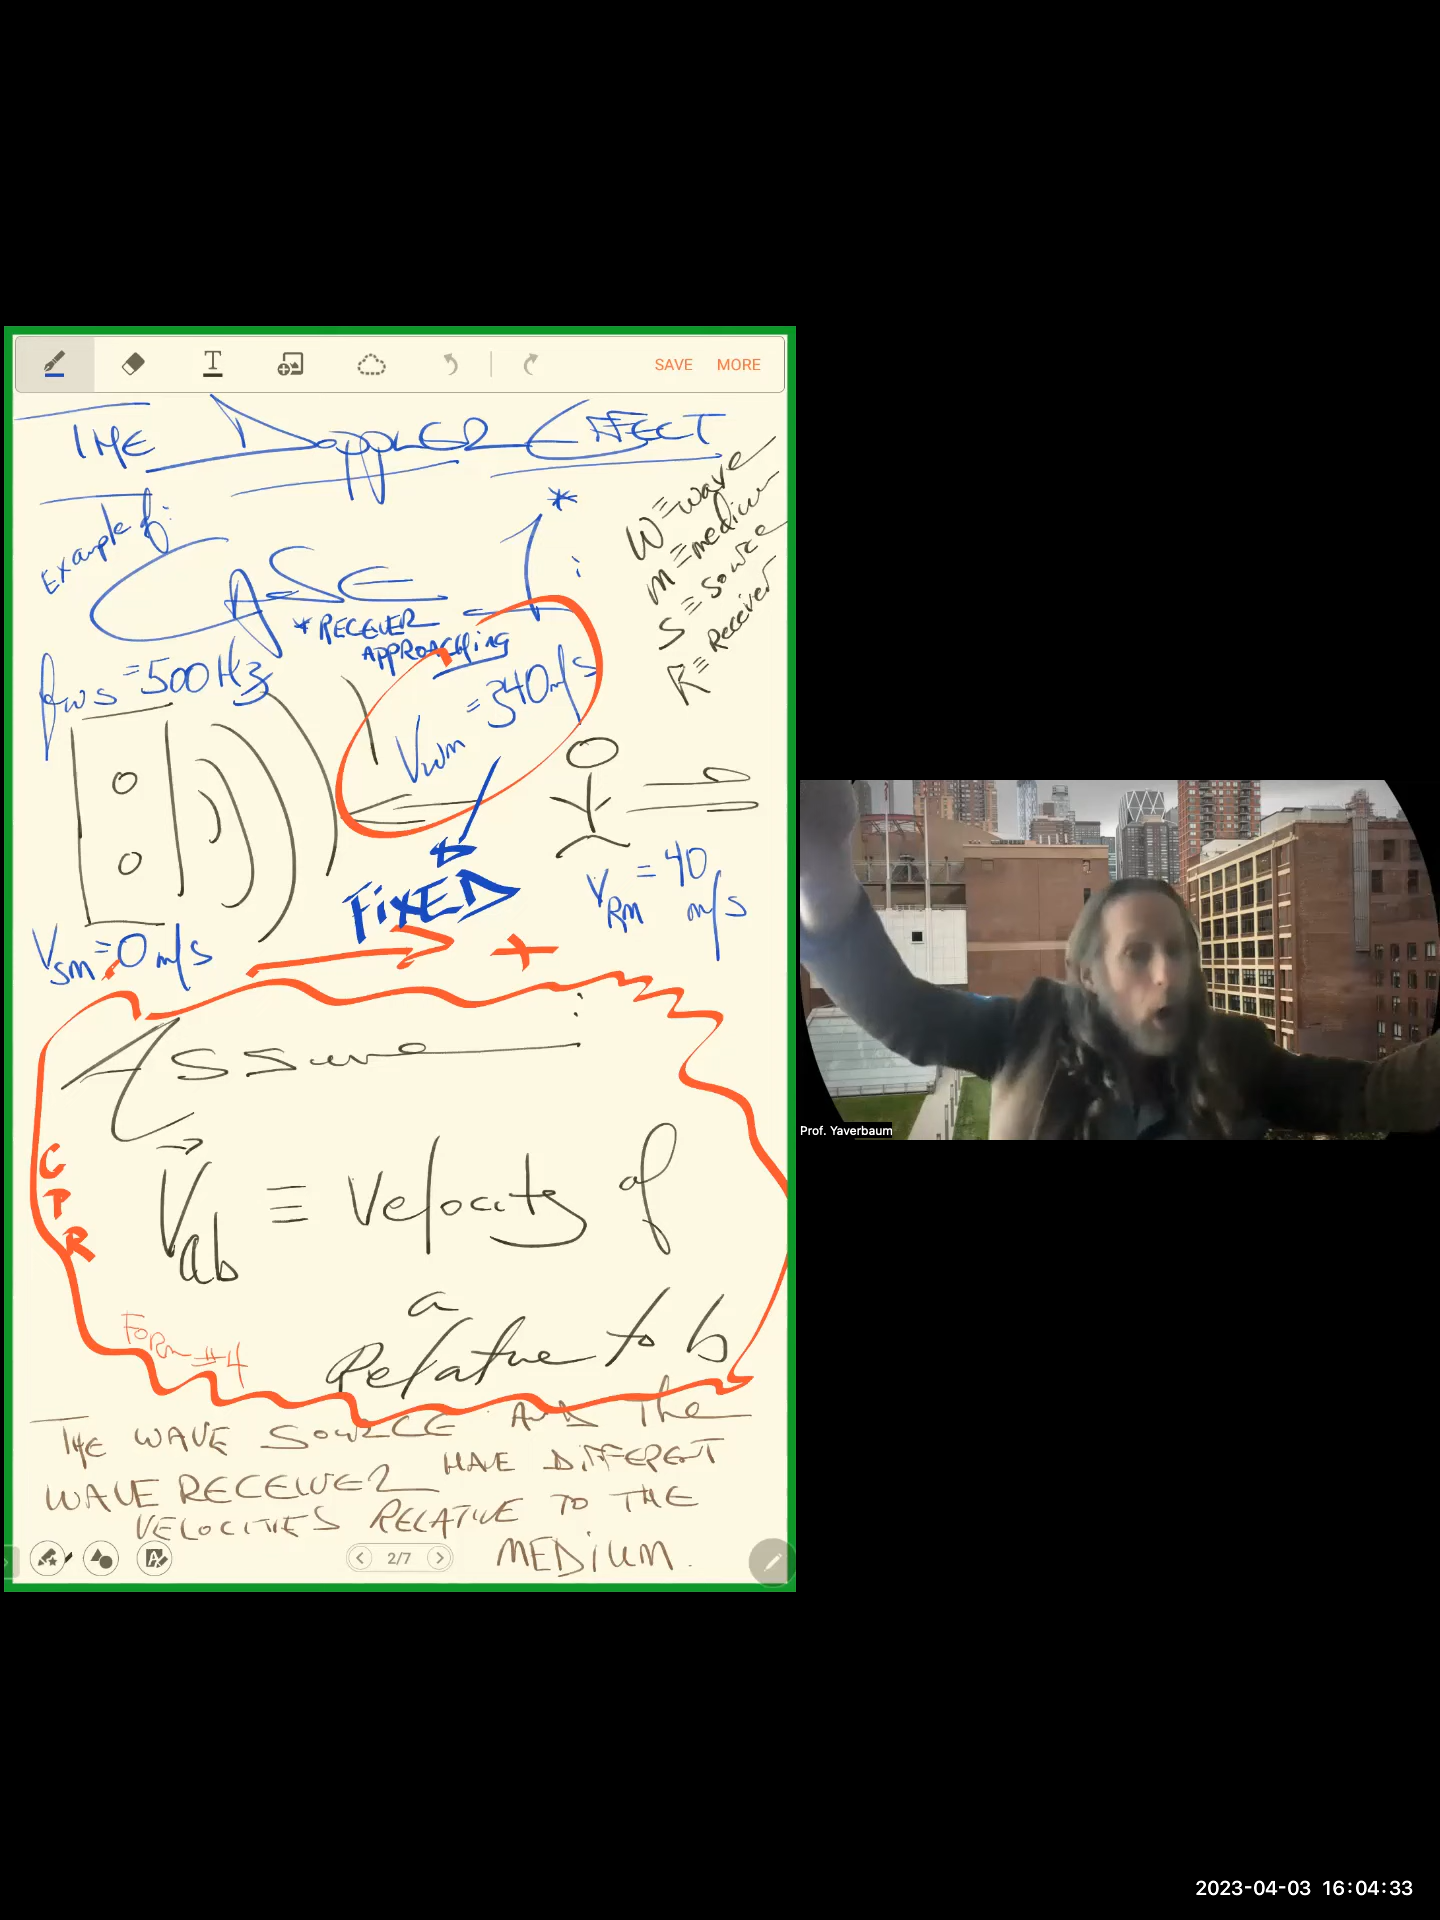 SAVE MORE
THE DOPPLER EFFECT
Example of:
CASE 1* :
* RECEIVER
APPROACHING
W ≡ wave
m ≡ medium
S ≡ Source
R ≡ Receiver
fws = 500 Hz
Vwm = 340 m/s
FIXED
VRm = 40
m/s
Vsm = 0 m/s
+
Assume:
CTR
Vab ≡ Velocity of
a
Relative to b
Form #4
THE WAVE SOURCE AND The
WAVE RECEIVER HAVE DIFFERENT
VELOCITIES RELATIVE TO THE
MEDIUM.
2/7
Prof. Yaverbaum
2023-04-03 16:04:33